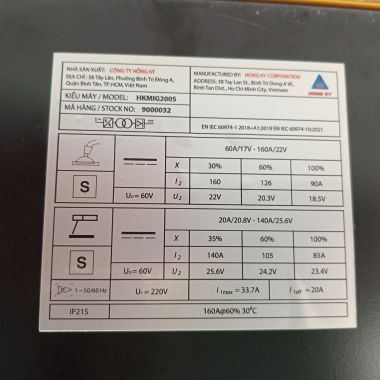 NHÀ SẢN XUẤT: CÔNG TY HỒNG KÝ
ĐỊA CHỈ : 38 Tây Lân, Phường Bình Trị Đông A,
Quận Bình Tân, TP.HCM, Việt Nam
MANUFACTURED BY: HONG KY CORPORATION
ADDRESS: 38 Tay Lan St., Binh Tri Dong A W.,
Binh Tan Dist., Ho Chi Minh City, Vietnam
HONG KY
KIỂU MÁY / MODEL: HKMIG200S
MÃ HÀNG / STOCK NO: 9000032
EN IEC 60974-1:2018+A1:2019 EN IEC 60974-10:2021
60A/17V - 160A/22V
X 30% 60% 100%
S I2 160 126 90A
U0 = 60V U2 22V 20.3V 18.5V
20A/20.8V - 140A/25.6V
X 35% 60% 100%
S I2 140A 105 85A
U0 = 60V U2 25.6V 24.2V 23.4V
1~50/60 Hz U1 = 220V I1max = 33.7A I1eff = 20A
IP21S 160A@60% 30°C